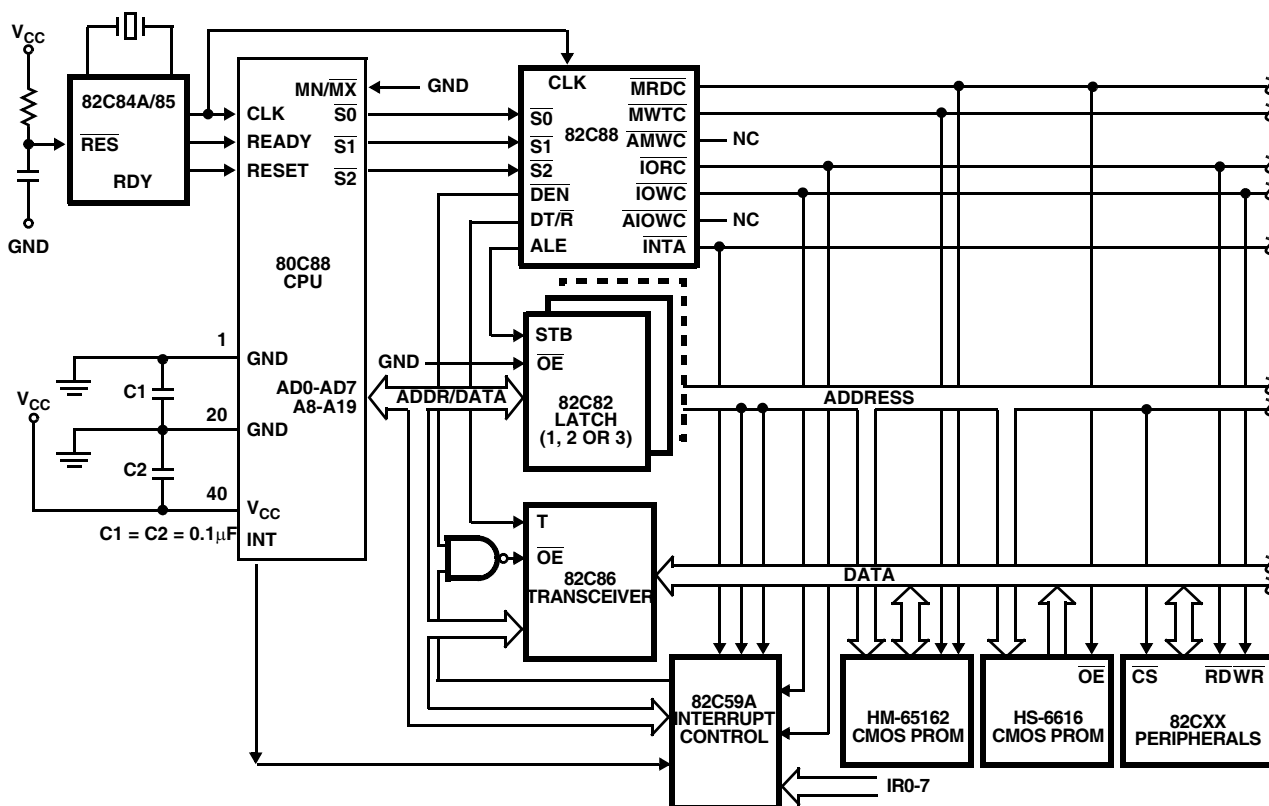 VCC
82C84A/85
RES
RDY
GND
MN/MX
GND
CLK
S0
READY
S1
RESET
S2
80C88
CPU
1
GND
C1
VCC
AD0-AD7
A8-A19
20
GND
C2
40
VCC
C1 = C2 = 0.1μF
INT
CLK
MRDC
S0
MWTC
82C88
S1
AMWC
NC
S2
IORC
DEN
IOWC
DT/R
AIOWC
NC
ALE
INTA
STB
GND
OE
ADDR/DATA
82C82
LATCH
(1, 2 OR 3)
ADDRESS
T
OE
82C86
TRANSCEIVER
DATA
82C59A
INTERRUPT
CONTROL
HM-65162
CMOS PROM
OE
HS-6616
CMOS PROM
CS
RD WR
82CXX
PERIPHERALS
IR0-7